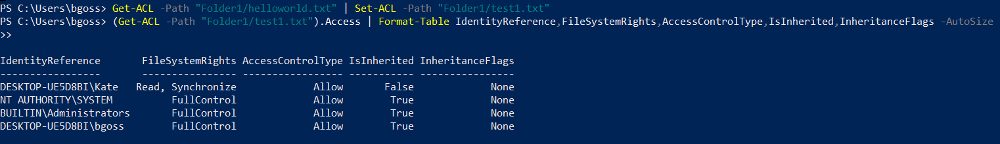 PS C:\Users\bgoss> Get-ACL -Path "Folder1/helloworld.txt" | Set-ACL -Path "Folder1/test1.txt"
PS C:\Users\bgoss> (Get-ACL -Path "Folder1/test1.txt").Access | Format-Table IdentityReference,FileSystemRights,AccessControlType,IsInherited,InheritanceFlags -AutoSize
>>
IdentityReference       FileSystemRights AccessControlType IsInherited InheritanceFlags
-----------------       ---------------- ----------------- ----------- ----------------
DESKTOP-UE5D8BI\Kate   Read, Synchronize             Allow       False             None
NT AUTHORITY\SYSTEM          FullControl             Allow        True             None
BUILTIN\Administrators       FullControl             Allow        True             None
DESKTOP-UE5D8BI\bgoss        FullControl             Allow        True             None